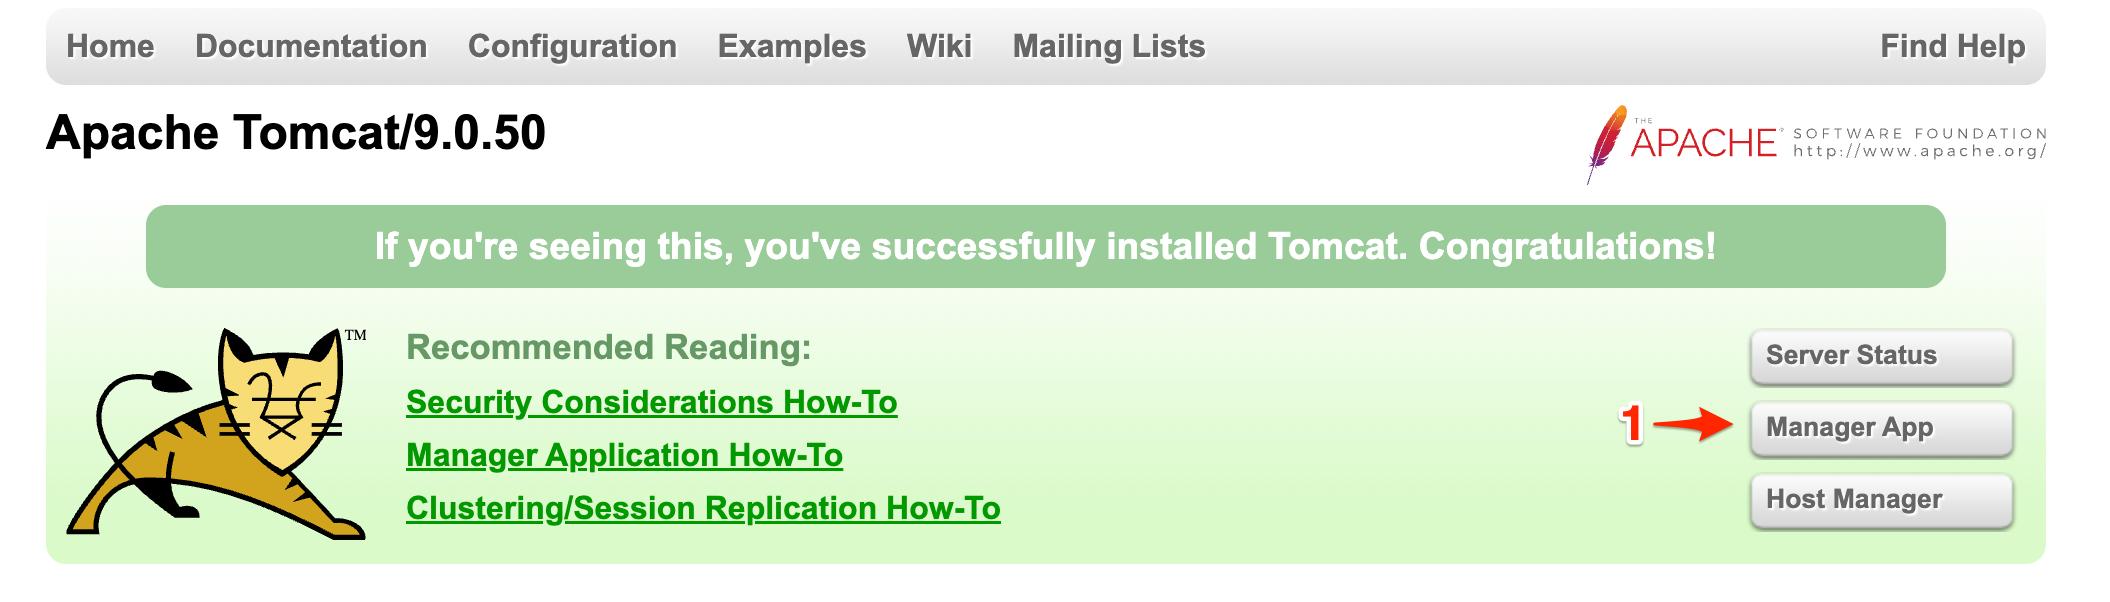 Home Documentation Configuration Examples Wiki Mailing Lists Find Help
Apache Tomcat/9.0.50
THE
APACHE® SOFTWARE FOUNDATION
http://www.apache.org/
If you're seeing this, you've successfully installed Tomcat. Congratulations!
TM
Recommended Reading:
Security Considerations How-To
Manager Application How-To
Clustering/Session Replication How-To
Server Status
1 Manager App
Host Manager